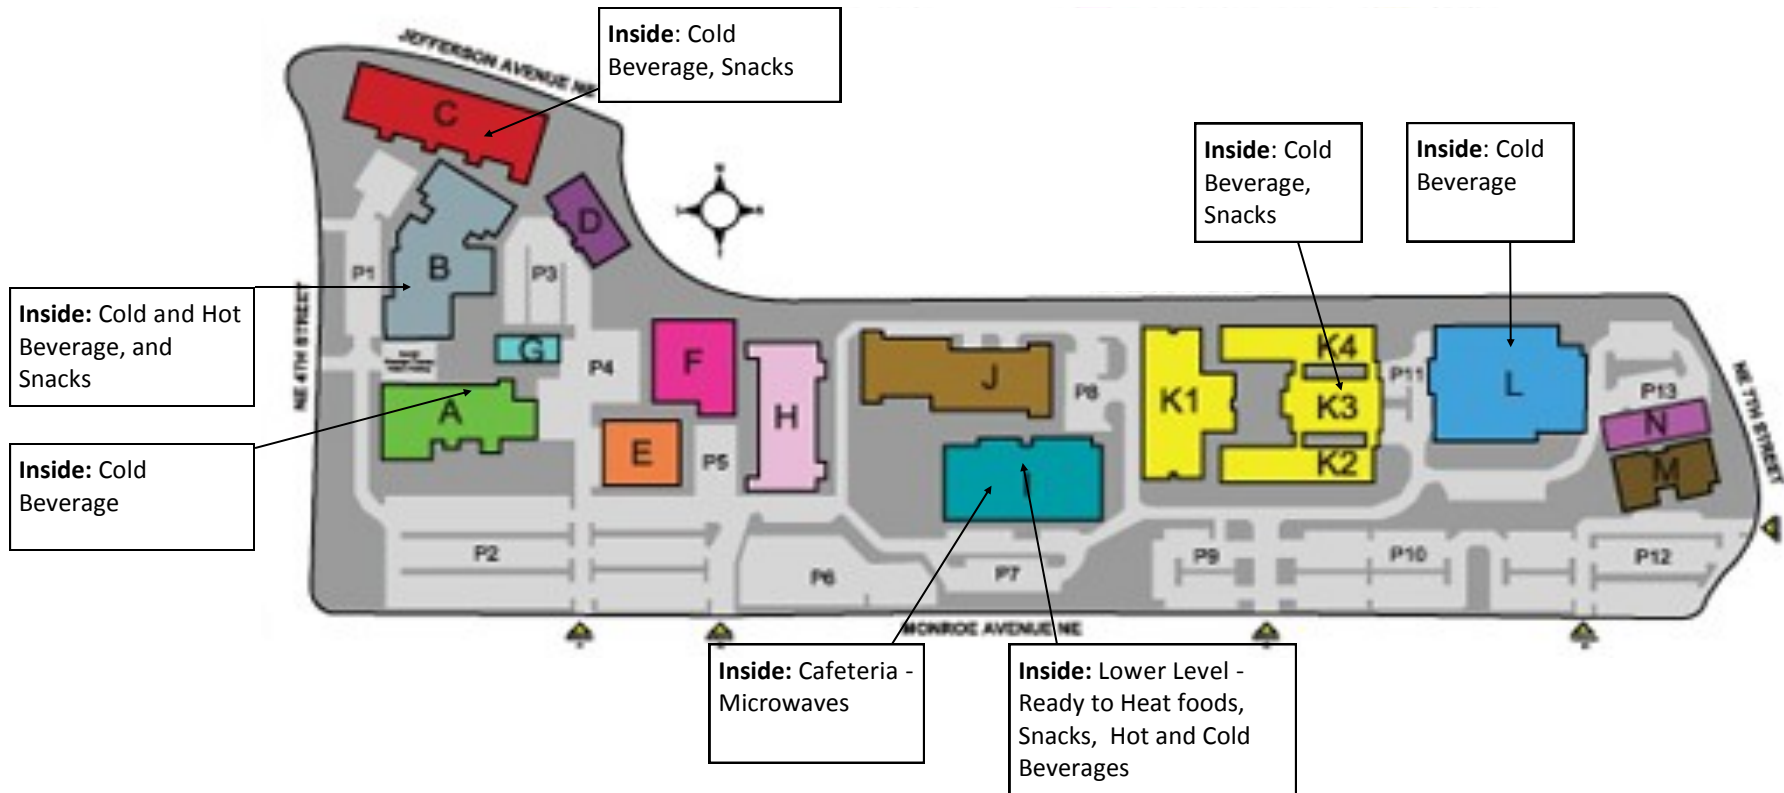 JEFFERSON AVENUE NE
Inside: Cold
Beverage, Snacks
C
Inside: Cold
Beverage,
Snacks
Inside: Cold
Beverage
D
B
P1
P3
NE 4TH STREET
Inside: Cold and Hot
Beverage, and
Snacks
G
P4
F
J
P8
K1
K4
K3
K2
P11
L
P13
N
M
NE 7TH STREET
A
H
E
P5
I
Inside: Cold
Beverage
P2
P6
P7
P9
P10
P12
MONROE AVENUE NE
Inside: Cafeteria -
Microwaves
Inside: Lower Level -
Ready to Heat foods,
Snacks, Hot and Cold
Beverages